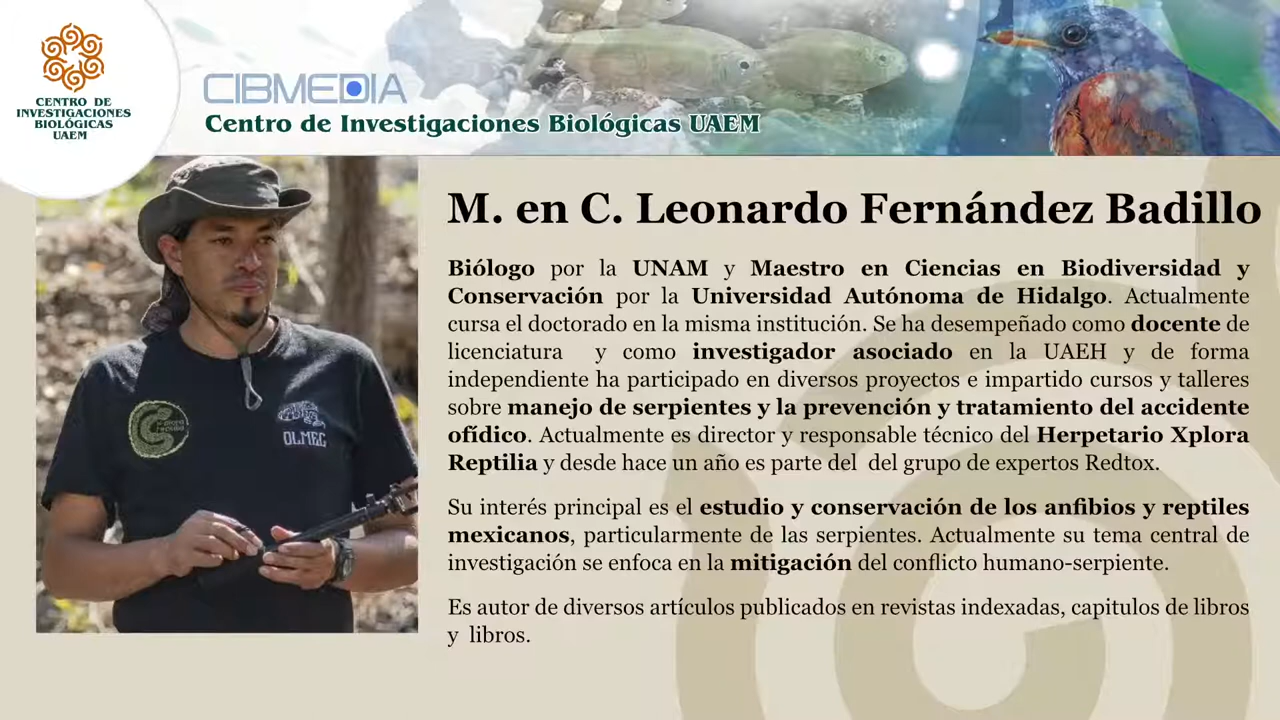 CENTRO DE
INVESTIGACIONES
BIOLÓGICAS
UAEM
CIBMEDIA
Centro de Investigaciones Biológicas UAEM
OLMEC
M. en C. Leonardo Fernández Badillo
Biólogo por la UNAM y Maestro en Ciencias en Biodiversidad y
Conservación por la Universidad Autónoma de Hidalgo. Actualmente
cursa el doctorado en la misma institución. Se ha desempeñado como docente de
licenciatura y como investigador asociado en la UAEH y de forma
independiente ha participado en diversos proyectos e impartido cursos y talleres
sobre manejo de serpientes y la prevención y tratamiento del accidente
ofídico. Actualmente es director y responsable técnico del Herpetario Xplora
Reptilia y desde hace un año es parte del del grupo de expertos Redtox.
Su interés principal es el estudio y conservación de los anfibios y reptiles
mexicanos, particularmente de las serpientes. Actualmente su tema central de
investigación se enfoca en la mitigación del conflicto humano-serpiente.
Es autor de diversos artículos publicados en revistas indexadas, capitulos de libros
y libros.